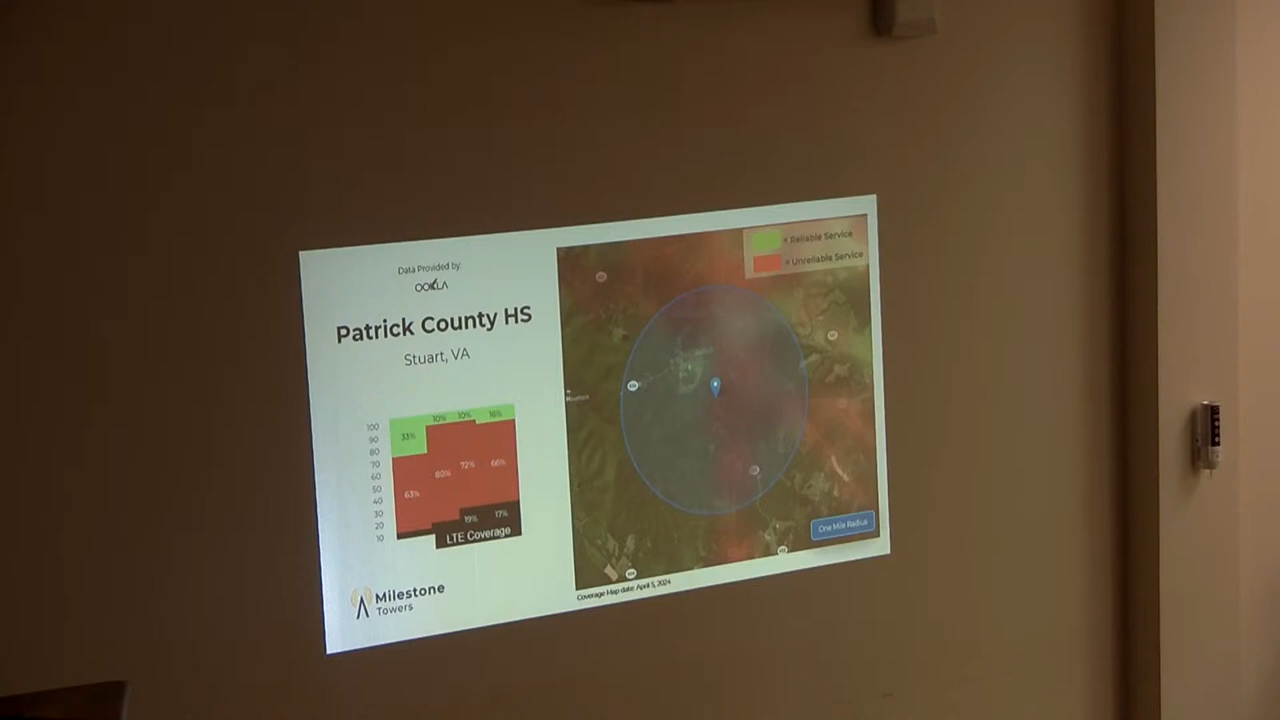 Data Provided by
OOKLA
Patrick County HS
Stuart, VA
100
90
80
70
60
50
40
30
20
10
33%
10%
10%
16%
63%
80%
72%
66%
19%
17%
LTE Coverage
Milestone
Towers
= Reliable Service
= Unreliable Service
Mountain
One Mile Radius
Coverage Map date: April 5, 2024